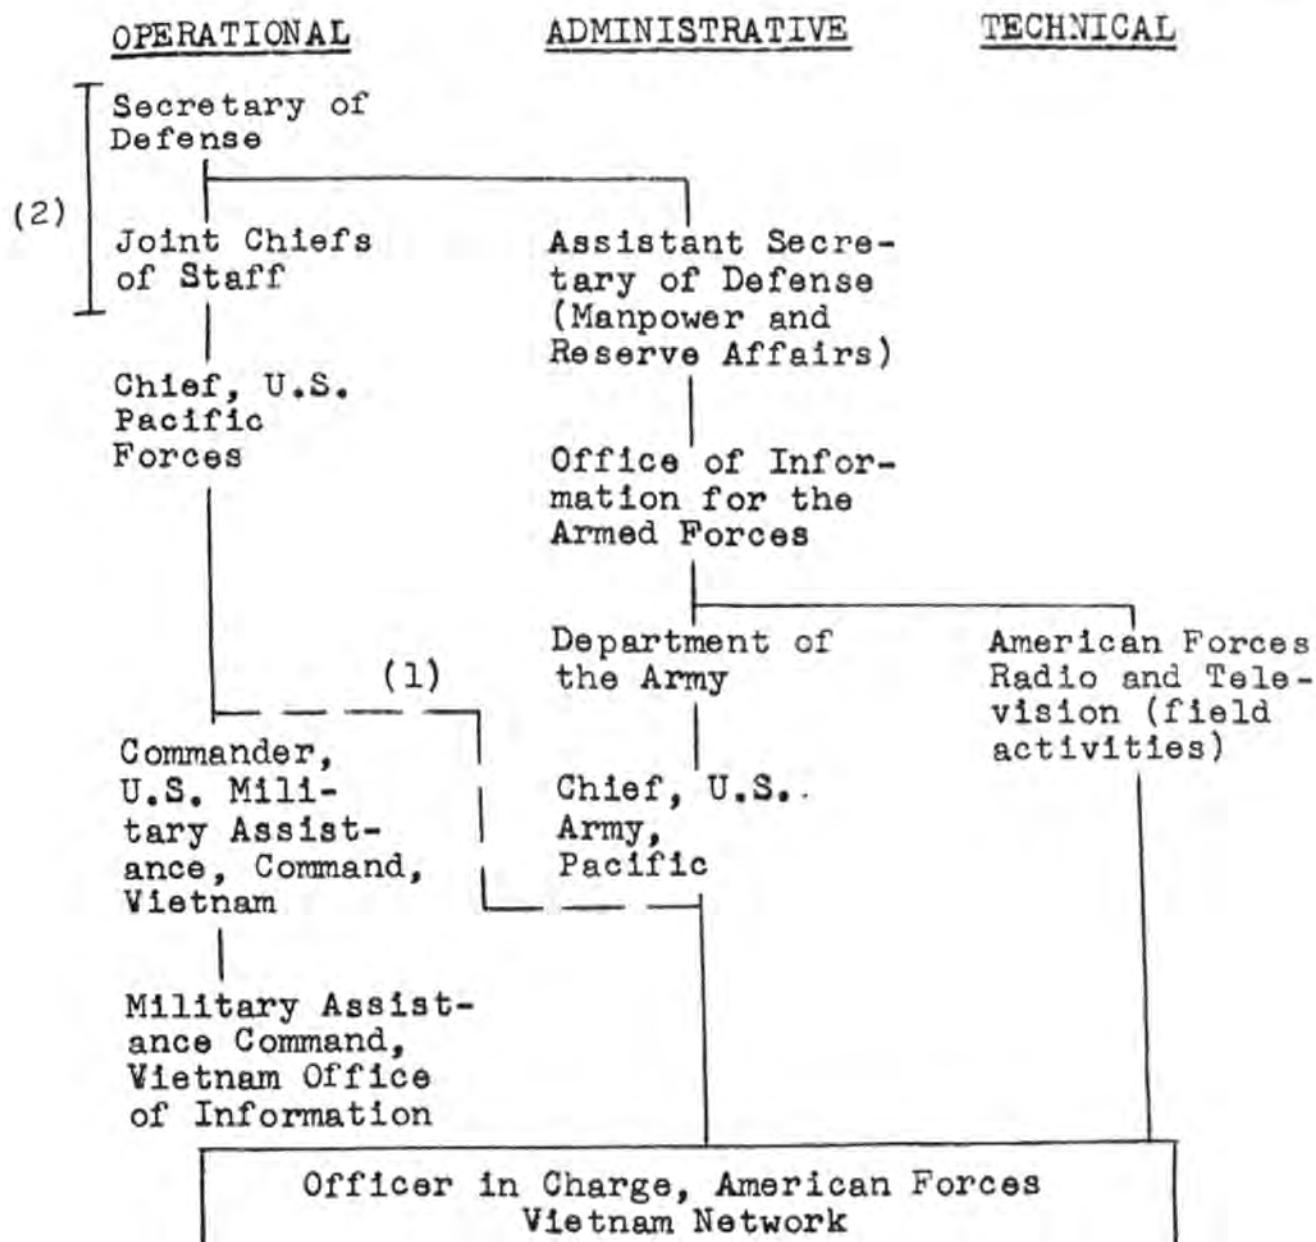 OPERATIONAL
ADMINISTRATIVE
TECHNICAL
Secretary of
Defense
(2)
Joint Chiefs
of Staff
Assistant Secre-
tary of Defense
(Manpower and
Reserve Affairs)
Chief, U.S.
Pacific
Forces
Office of Infor-
mation for the
Armed Forces
Department of
the Army
American Forces
Radio and Tele-
vision (field
activities)
(1)
Commander,
U.S. Mili-
tary Assist-
ance, Command,
Vietnam
Chief, U.S.
Army,
Pacific
Military Assist-
ance Command,
Vietnam Office
of Information
Officer in Charge, American Forces
Vietnam Network